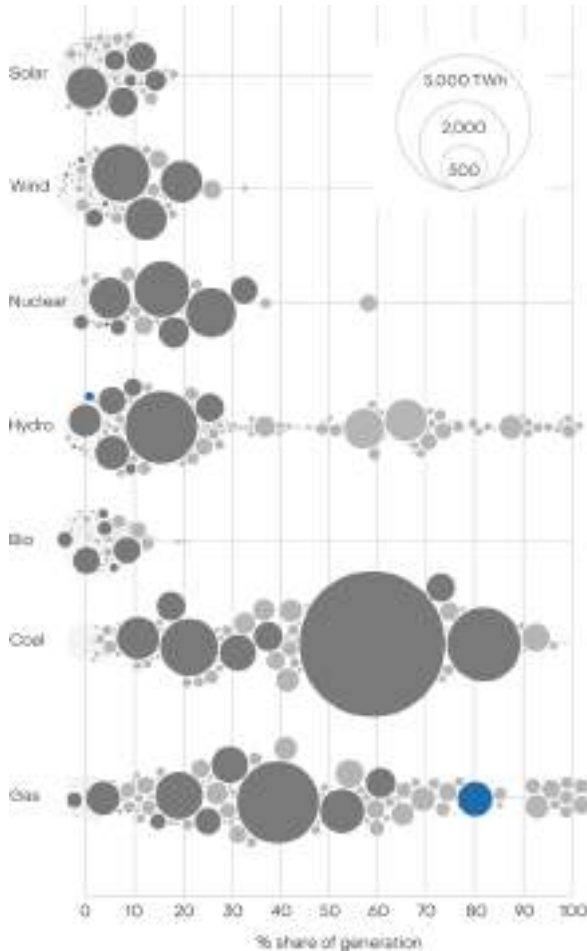 Solar
5,000 TWh
2,000
500
Wind
Nuclear
Hydro
Bio
Coal
Gas
0 10 20 30 40 50 60 70 80 90 100
% share of generation